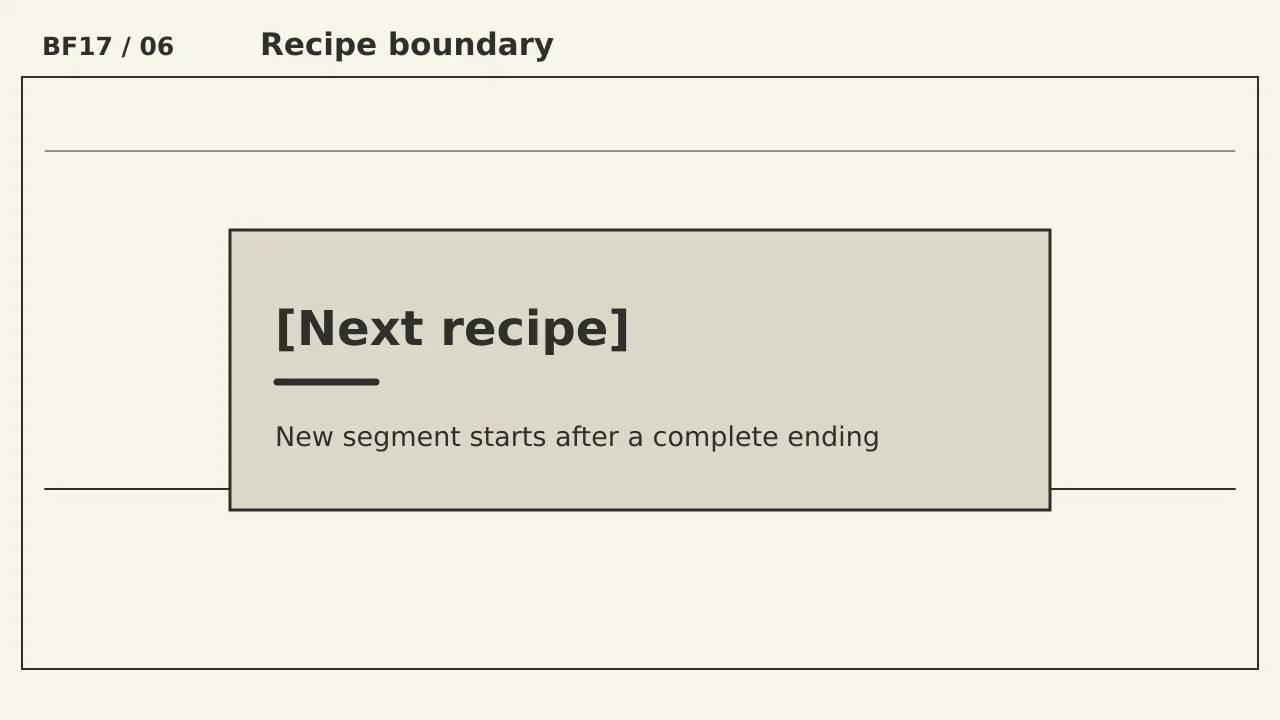 BF17 / 06 Recipe boundary
[Next recipe]
New segment starts after a complete ending